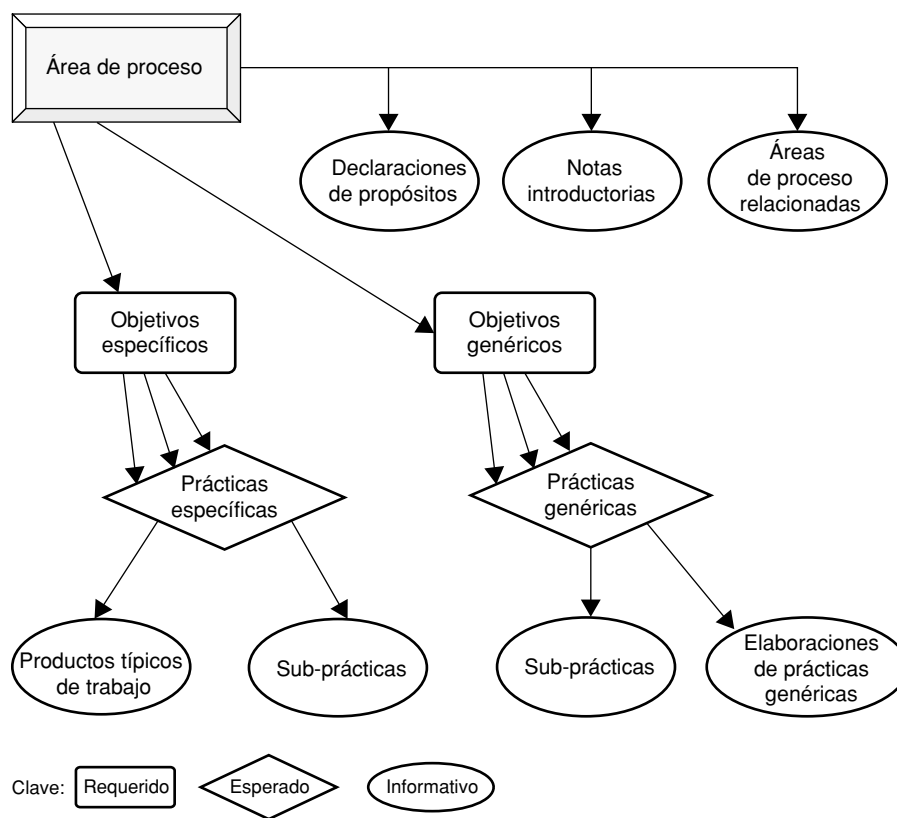 Área de proceso
Declaraciones
de propósitos
Notas
introductorias
Áreas
de proceso
relacionadas
Objetivos
específicos
Objetivos
genéricos
Prácticas
específicas
Prácticas
genéricas
Productos típicos
de trabajo
Sub-prácticas
Sub-prácticas
Elaboraciones
de prácticas
genéricas
Clave: Requerido Esperado Informativo